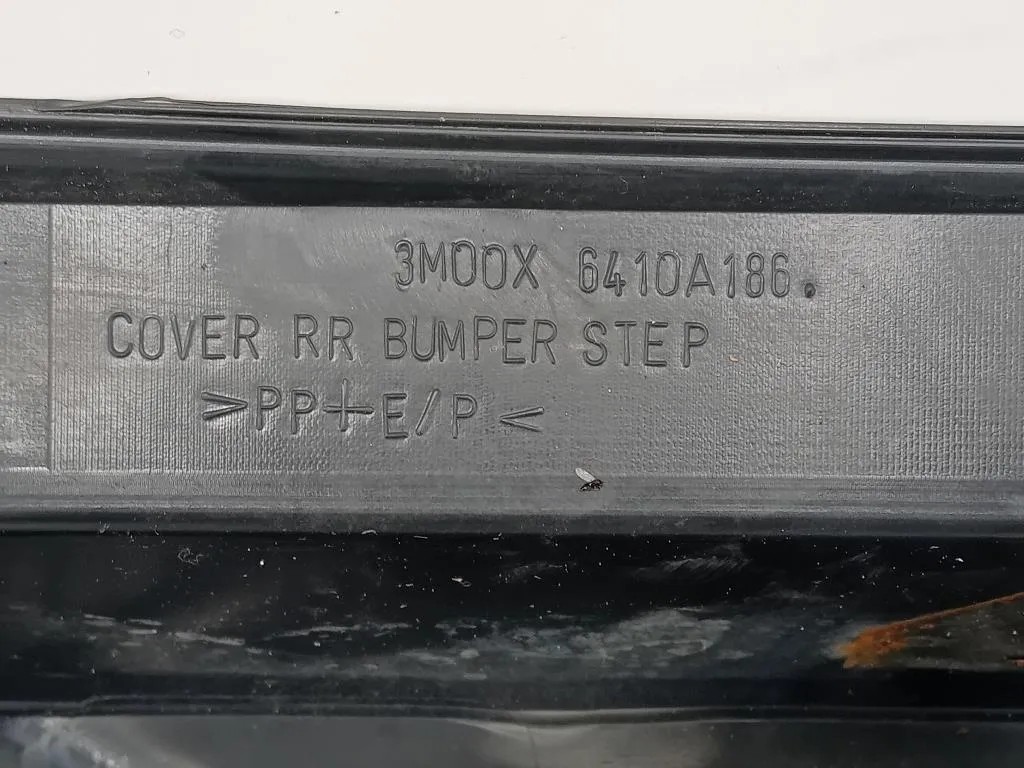 3M00X 6410A186.
COVER RR BUMPER STEP
>PP+E/P<